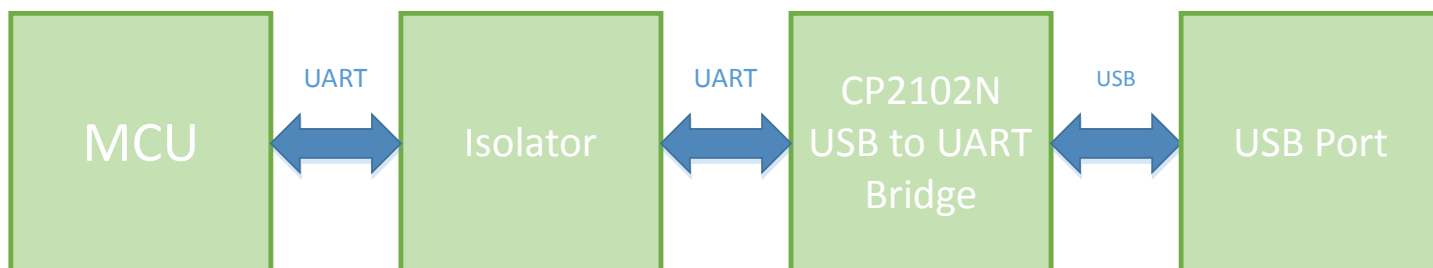 MCU
UART
Isolator
UART
CP2102N
USB to UART
Bridge
USB
USB Port